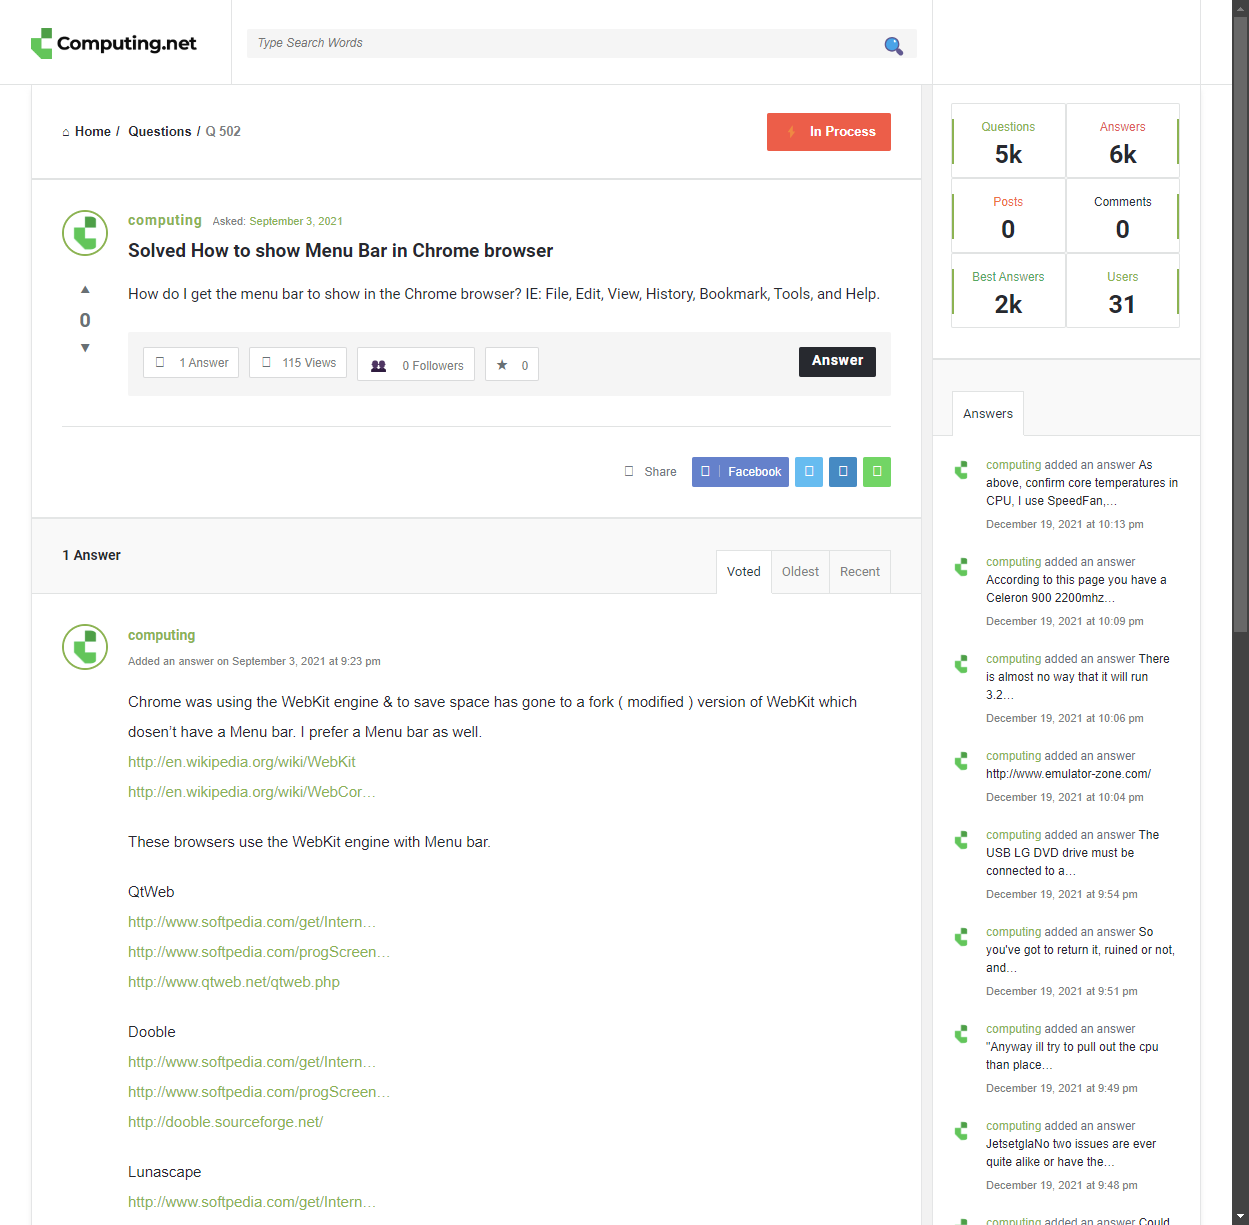 Computing.net
Type Search Words
Home / Questions / Q 502
In Process
computing Asked: September 3, 2021
Solved How to show Menu Bar in Chrome browser
How do I get the menu bar to show in the Chrome browser? IE: File, Edit, View, History, Bookmark, Tools, and Help.
0
1 Answer
115 Views
0 Followers
0
Answer
Share
Facebook
1 Answer
Voted
Oldest
Recent
computing
Added an answer on September 3, 2021 at 9:23 pm
Chrome was using the WebKit engine & to save space has gone to a fork ( modified ) version of WebKit which
dosen't have a Menu bar. I prefer a Menu bar as well.
http://en.wikipedia.org/wiki/WebKit
http://en.wikipedia.org/wiki/WebCor…
These browsers use the WebKit engine with Menu bar.
QtWeb
http://www.softpedia.com/get/Intern…
http://www.softpedia.com/progScreen…
http://www.qtweb.net/qtweb.php
Dooble
http://www.softpedia.com/get/Intern…
http://www.softpedia.com/progScreen…
http://dooble.sourceforge.net/
Lunascape
http://www.softpedia.com/get/Intern…
Questions
5k
Answers
6k
Posts
0
Comments
0
Best Answers
2k
Users
31
Answers
computing added an answer As
above, confirm core temperatures in
CPU, I use SpeedFan,…
December 19, 2021 at 10:13 pm
computing added an answer
According to this page you have a
Celeron 900 2200mhz…
December 19, 2021 at 10:09 pm
computing added an answer There
is almost no way that it will run
3.2…
December 19, 2021 at 10:06 pm
computing added an answer
http://www.emulator-zone.com/
December 19, 2021 at 10:04 pm
computing added an answer The
USB LG DVD drive must be
connected to a…
December 19, 2021 at 9:54 pm
computing added an answer So
you've got to return it, ruined or not,
and…
December 19, 2021 at 9:51 pm
computing added an answer
"Anyway ill try to pull out the cpu
than place…
December 19, 2021 at 9:49 pm
computing added an answer
JetsetglaNo two issues are ever
quite alike or have the…
December 19, 2021 at 9:48 pm
computing added an answer Could